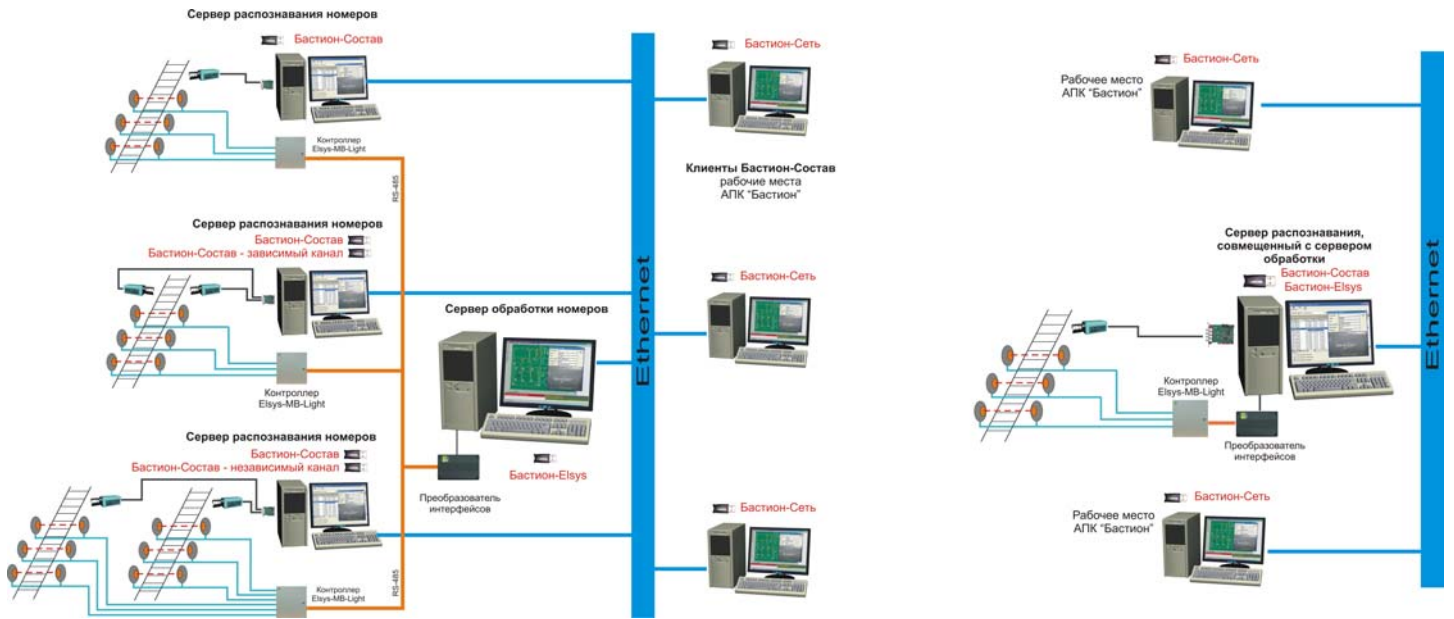 Сервер распознавания номеров
Бастион-Состав
Контроллер
Elsys-MB-Light
RS-485
Сервер распознавания номеров
Бастион-Состав
Бастион-Состав - зависимый канал
Контроллер
Elsys-MB-Light
Сервер распознавания номеров
Бастион-Состав
Бастион-Состав - независимый канал
Контроллер
Elsys-MB-Light
RS-485
Сервер обработки номеров
Бастион-Elsys
Преобразователь
интерфейсов
Ethernet
Бастион-Сеть
Клиенты Бастион-Состав
рабочие места
АПК "Бастион"
Бастион-Сеть
Бастион-Сеть
Бастион-Сеть
Рабочее место
АПК "Бастион"
Сервер распознавания,
совмещенный с сервером
обработки
Бастион-Состав
Бастион-Elsys
Контроллер
Elsys-MB-Light
Преобразователь
интерфейсов
Бастион-Сеть
Рабочее место
АПК "Бастион"
Ethernet